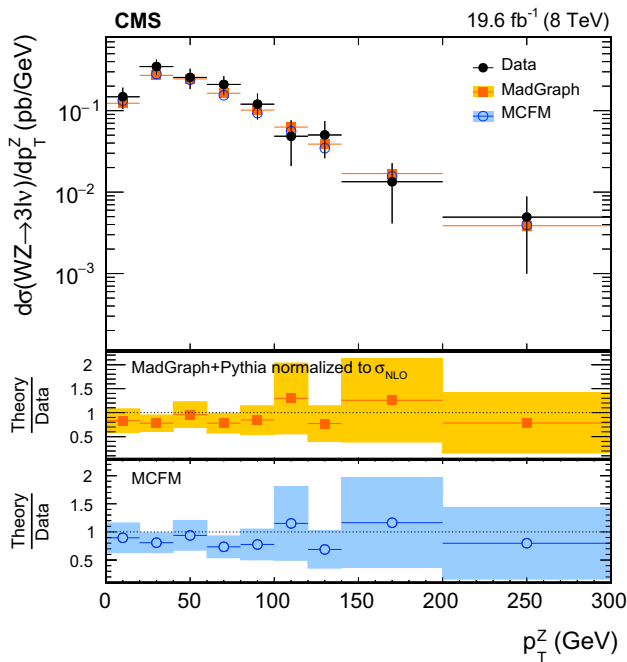 CMS
19.6 fb⁻¹ (8 TeV)
Data
MadGraph
MCFM
dσ(WZ→3lν)/dp_T^Z (pb/GeV)
10⁻¹
10⁻²
10⁻³
MadGraph+Pythia normalized to σ_NLO
Theory
Data
2
1.5
1
0.5
MCFM
Theory
Data
2
1.5
1
0.5
0 50 100 150 200 250 300
p_T^Z (GeV)